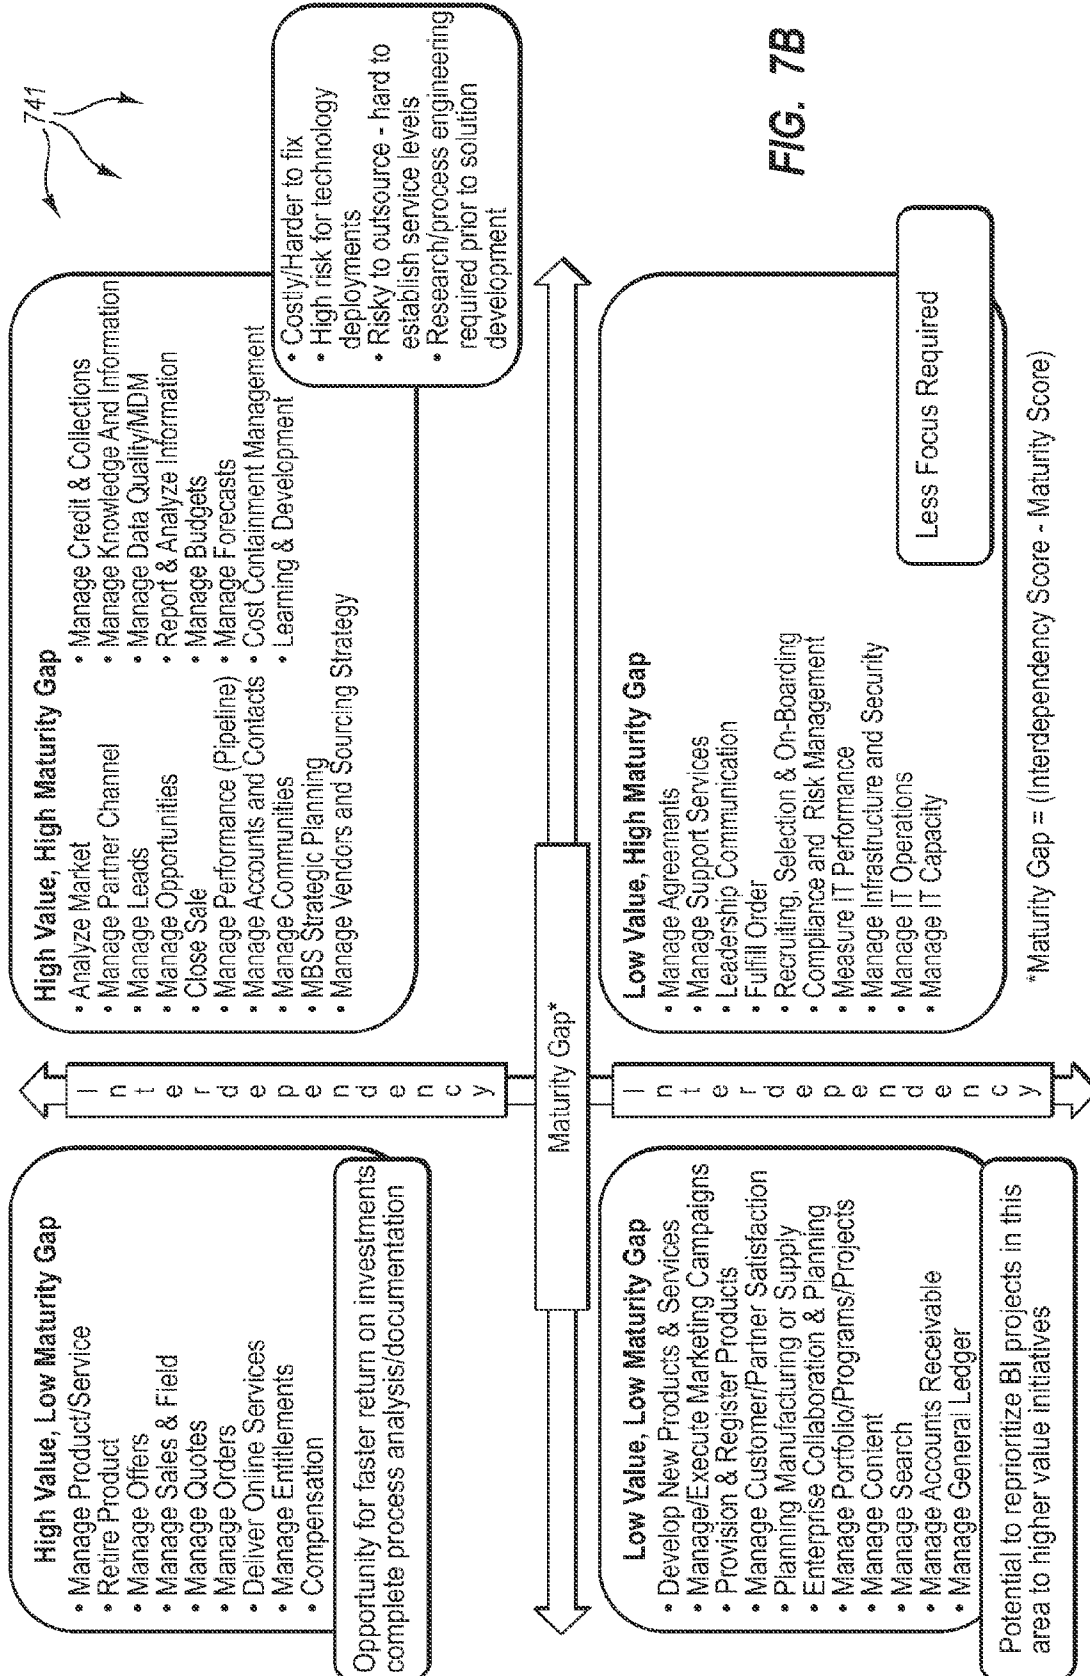 741
High Value, Low Maturity Gap
• Manage Product/Service
• Retire Product
• Manage Offers
• Manage Sales & Field
• Manage Quotes
• Manage Orders
• Deliver Online Services
• Manage Entitlements
• Compensation
Opportunity for faster return on investments
complete process analysis/documentation
High Value, High Maturity Gap
• Analyze Market
• Manage Partner Channel
• Manage Leads
• Manage Opportunities
• Close Sale
• Manage Performance (Pipeline)
• Manage Accounts and Contacts
• Manage Communities
• MBS Strategic Planning
• Manage Vendors and Sourcing Strategy
• Manage Credit & Collections
• Manage Knowledge And Information
• Manage Data Quality/MDM
• Report & Analyze Information
• Manage Budgets
• Manage Forecasts
• Cost Containment Management
• Learning & Development
• Costly/Harder to fix
• High risk for technology
deployments
• Risky to outsource - hard to
establish service levels
• Research/process engineering
required prior to solution
development
Interdependency
Maturity Gap*
Interdependency
Low Value, Low Maturity Gap
• Develop New Products & Services
• Manage/Execute Marketing Campaigns
• Provision & Register Products
• Manage Customer/Partner Satisfaction
• Planning Manufacturing or Supply
• Enterprise Collaboration & Planning
• Manage Portfolio/Programs/Projects
• Manage Content
• Manage Search
• Manage Accounts Receivable
• Manage General Ledger
Potential to reprioritize BI projects in this
area to higher value initiatives
Low Value, High Maturity Gap
• Manage Agreements
• Manage Support Services
• Leadership Communication
• Fulfill Order
• Recruiting, Selection & On-Boarding
• Compliance and Risk Management
• Measure IT Performance
• Manage Infrastructure and Security
• Manage IT Operations
• Manage IT Capacity
Less Focus Required
*Maturity Gap = (Interdependency Score - Maturity Score)
FIG. 7B